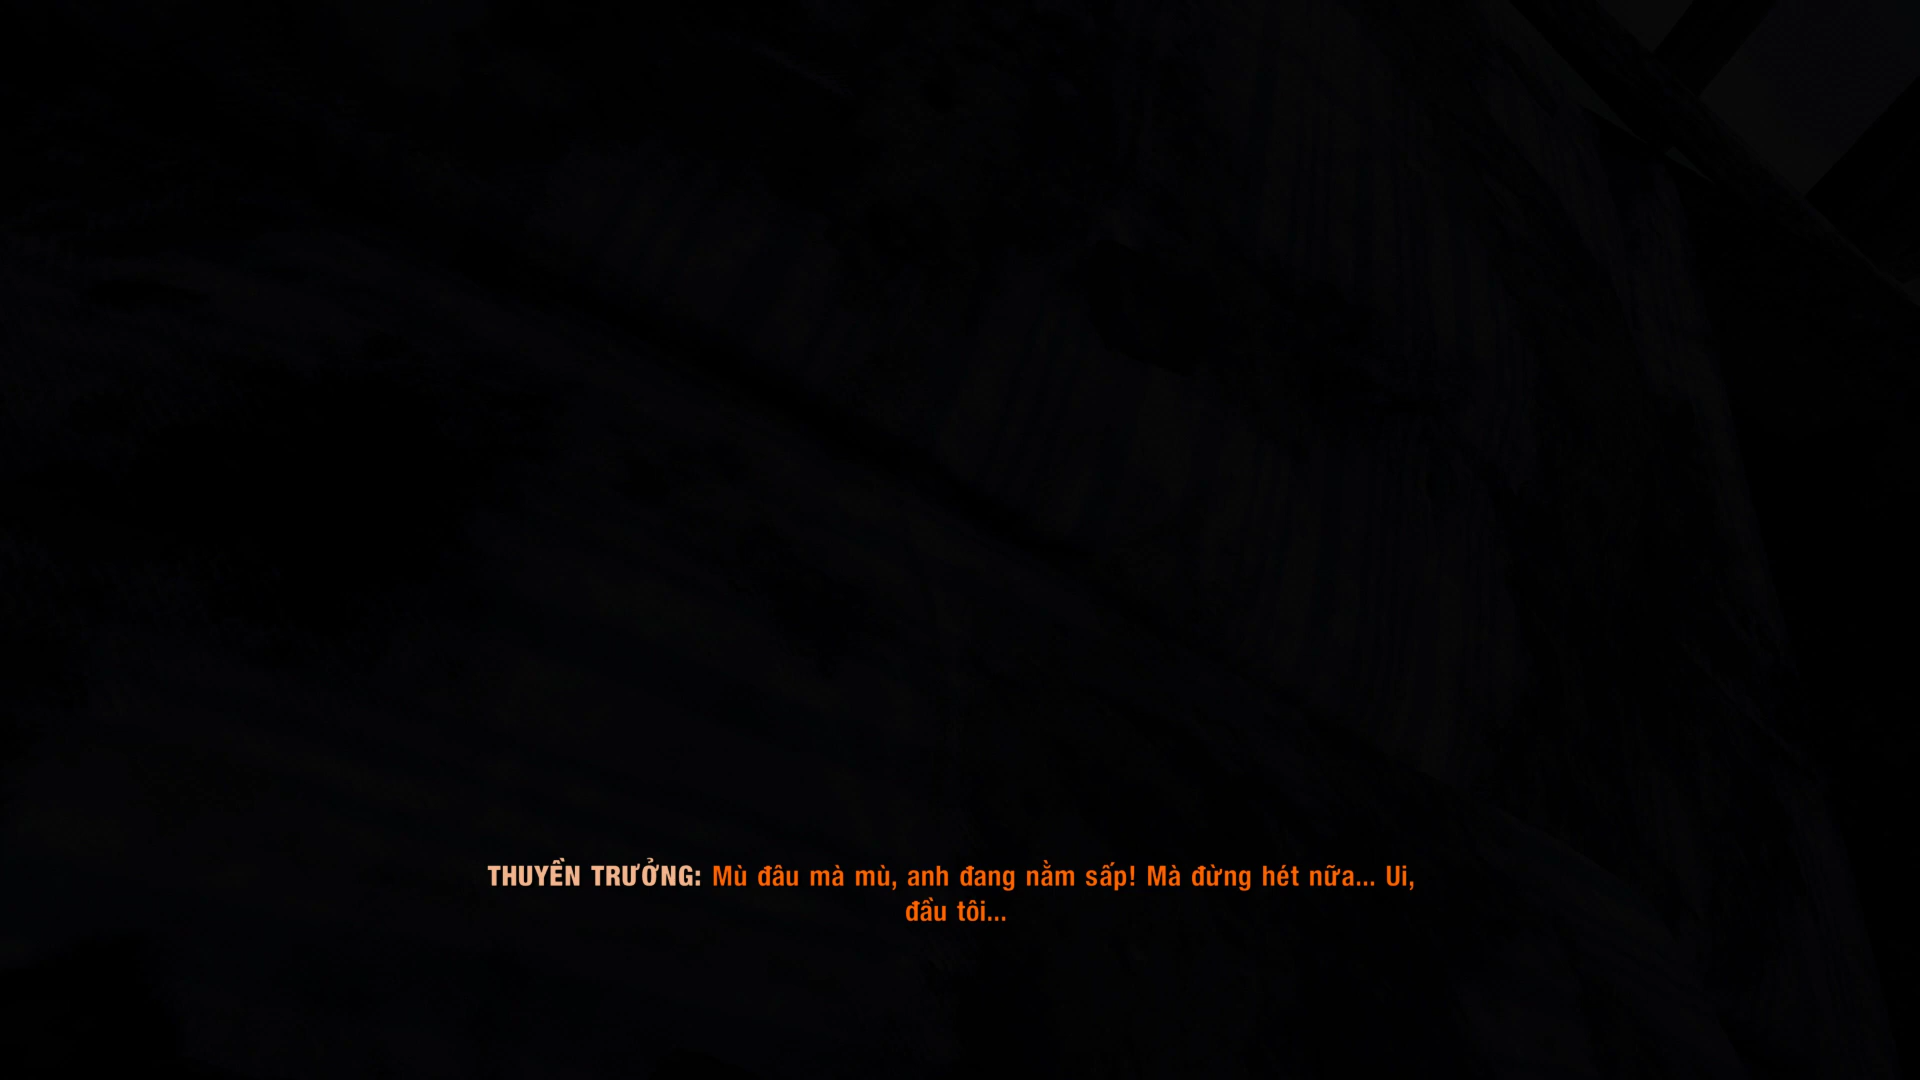 THUYỀN TRƯỞNG: Mù đâu mà mù, anh đang nằm sấp! Mà đừng hét nữa... Ui,
đầu tôi...